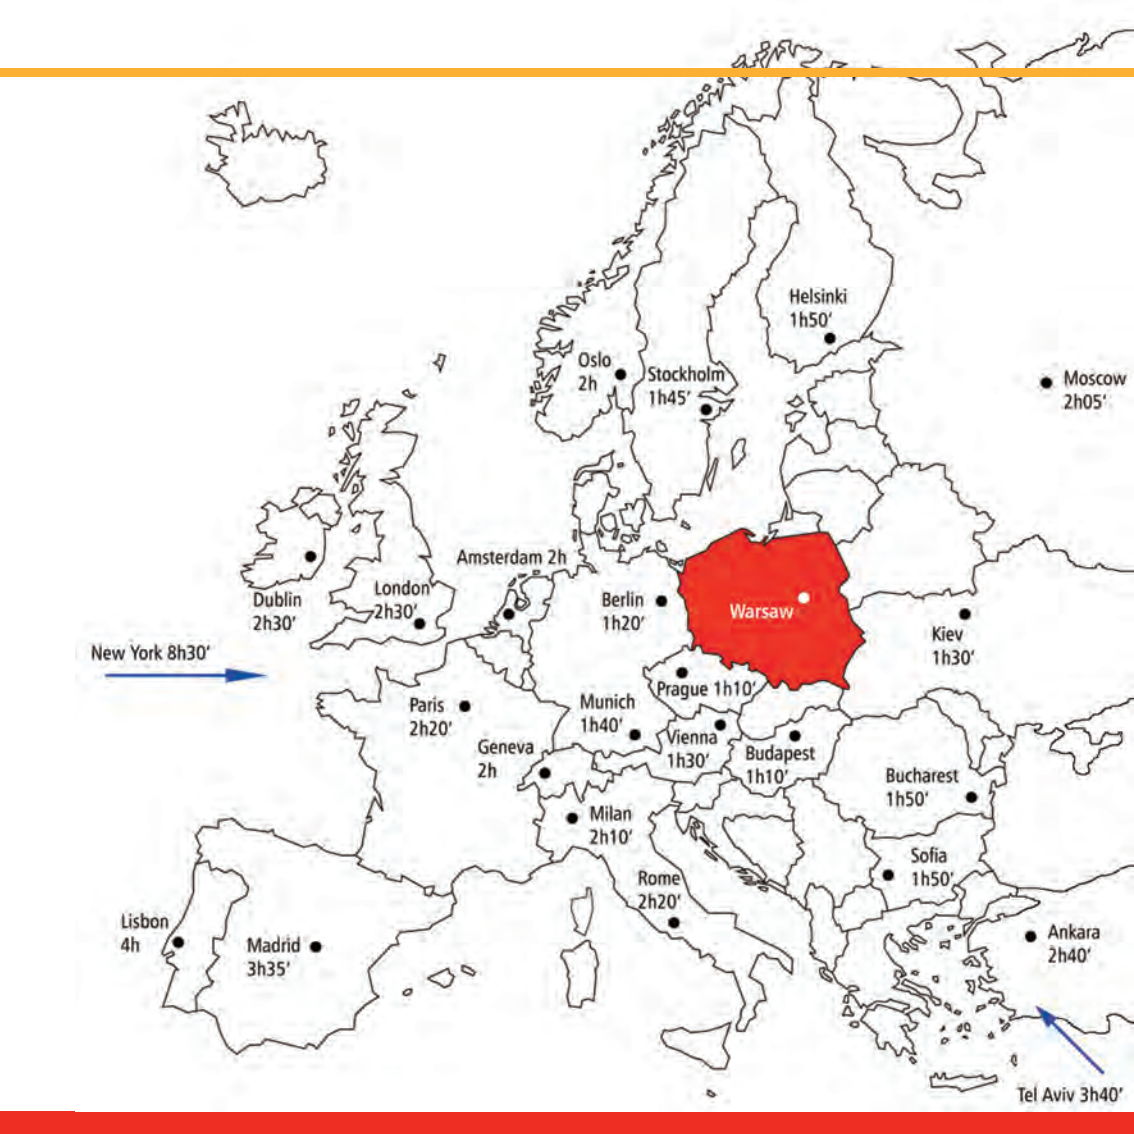 Helsinki
1h50’
Oslo
2h
Stockholm
1h45’
Moscow
2h05’
Amsterdam 2h
Dublin
2h30’
London
2h30’
Berlin
1h20’
Warsaw
Kiev
1h30’
New York 8h30’
Prague 1h10’
Paris
2h20’
Munich
1h40’
Geneva
2h
Vienna
1h30’
Budapest
1h10’
Bucharest
1h50’
Milan
2h10’
Sofia
1h50’
Rome
2h20’
Lisbon
4h
Madrid
3h35’
Ankara
2h40’
Tel Aviv 3h40’